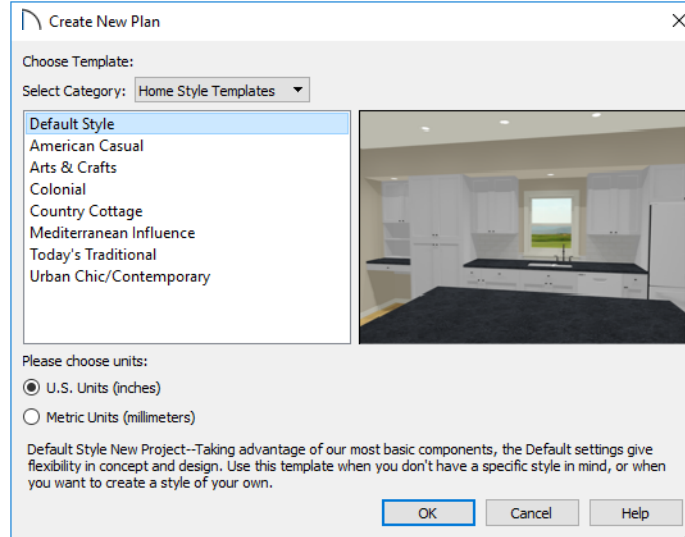 Create New Plan
Choose Template:
Select Category: Home Style Templates
Default Style
American Casual
Arts & Crafts
Colonial
Country Cottage
Mediterranean Influence
Today's Traditional
Urban Chic/Contemporary
Please choose units:
U.S. Units (inches)
Metric Units (millimeters)
Default Style New Project--Taking advantage of our most basic components, the Default settings give
flexibility in concept and design. Use this template when you don't have a specific style in mind, or when
you want to create a style of your own.
OK Cancel Help